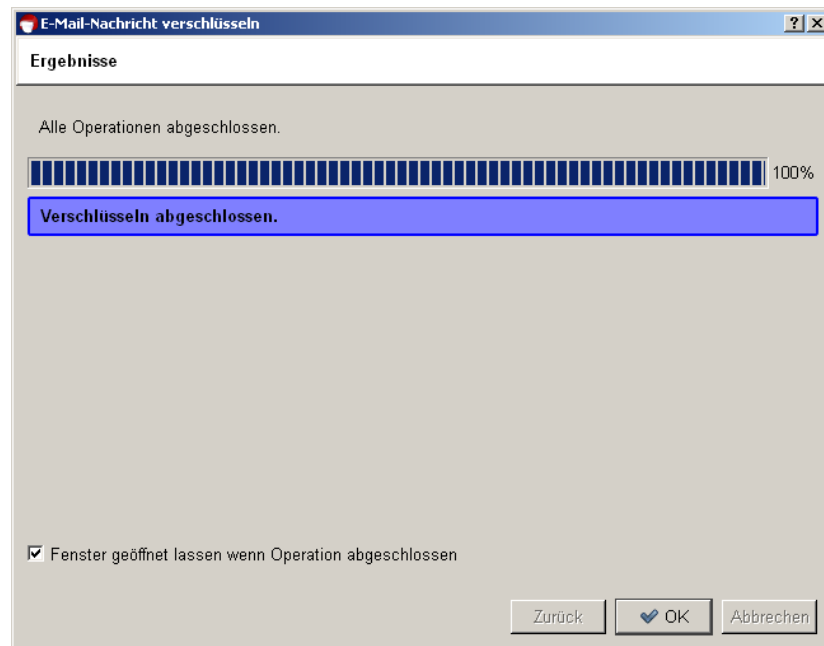 E-Mail-Nachricht verschlüsseln
Ergebnisse
Alle Operationen abgeschlossen.
100%
Verschlüsseln abgeschlossen.
Fenster geöffnet lassen wenn Operation abgeschlossen
Zurück OK Abbrechen